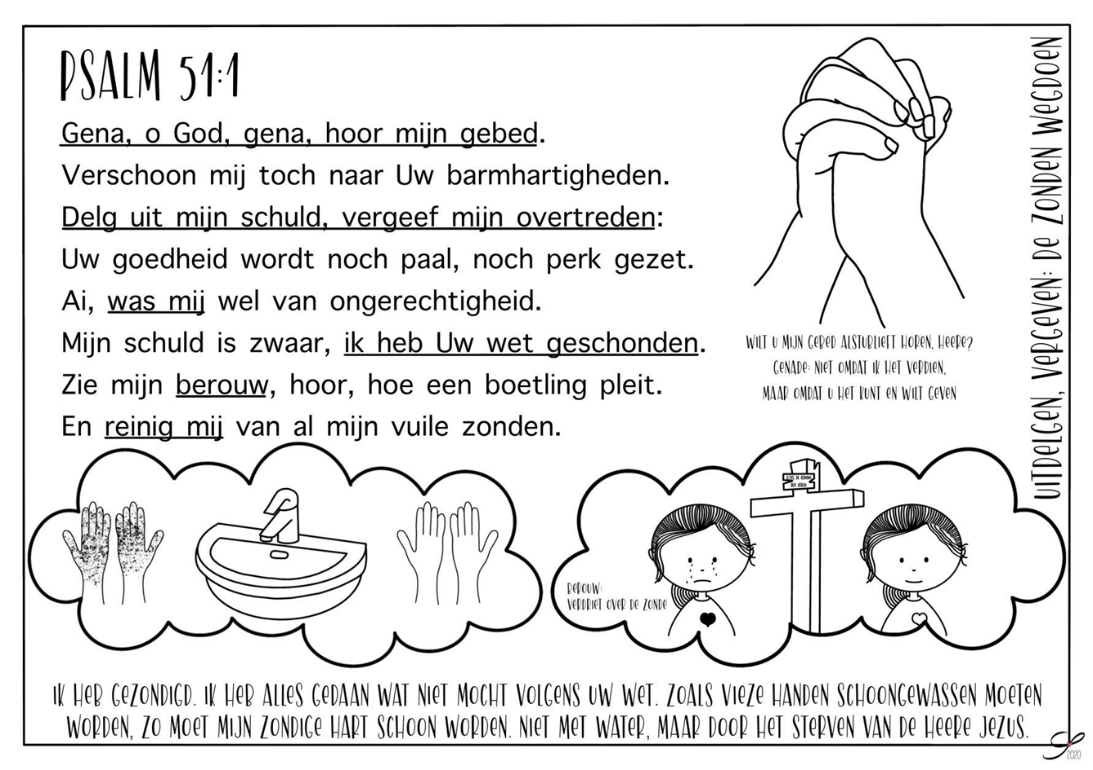 PSALM 51:1
Gena, o God, gena, hoor mijn gebed.
Verschoon mij toch naar Uw barmhartigheden.
Delg uit mijn schuld, vergeef mijn overtreden:
Uw goedheid wordt noch paal, noch perk gezet.
Ai, was mij wel van ongerechtigheid.
Mijn schuld is zwaar, ik heb Uw wet geschonden.
Zie mijn berouw, hoor, hoe een boetling pleit.
En reinig mij van al mijn vuile zonden.
WILT U MIJN GEBED ALSTUBLIEFT HOREN, HEERE?
GENADE: NIET OMDAT IK HET VERDIEN,
MAAR OMDAT U HET KUNT EN WILT GEVEN
UITDELGEN, VERGEVEN: DE ZONDEN WEGDOEN
BEROUW:
VERDRIET OVER DE ZONDE
IK HEB GEZONDIGD. IK HEB ALLES GEDAAN WAT NIET MOCHT VOLGENS UW WET. ZOALS VIEZE HANDEN SCHOONGEWASSEN MOETEN
WORDEN, ZO MOET MIJN ZONDIGE HART SCHOON WORDEN. NIET MET WATER, MAAR DOOR HET STERVEN VAN DE HEERE JEZUS.
2020